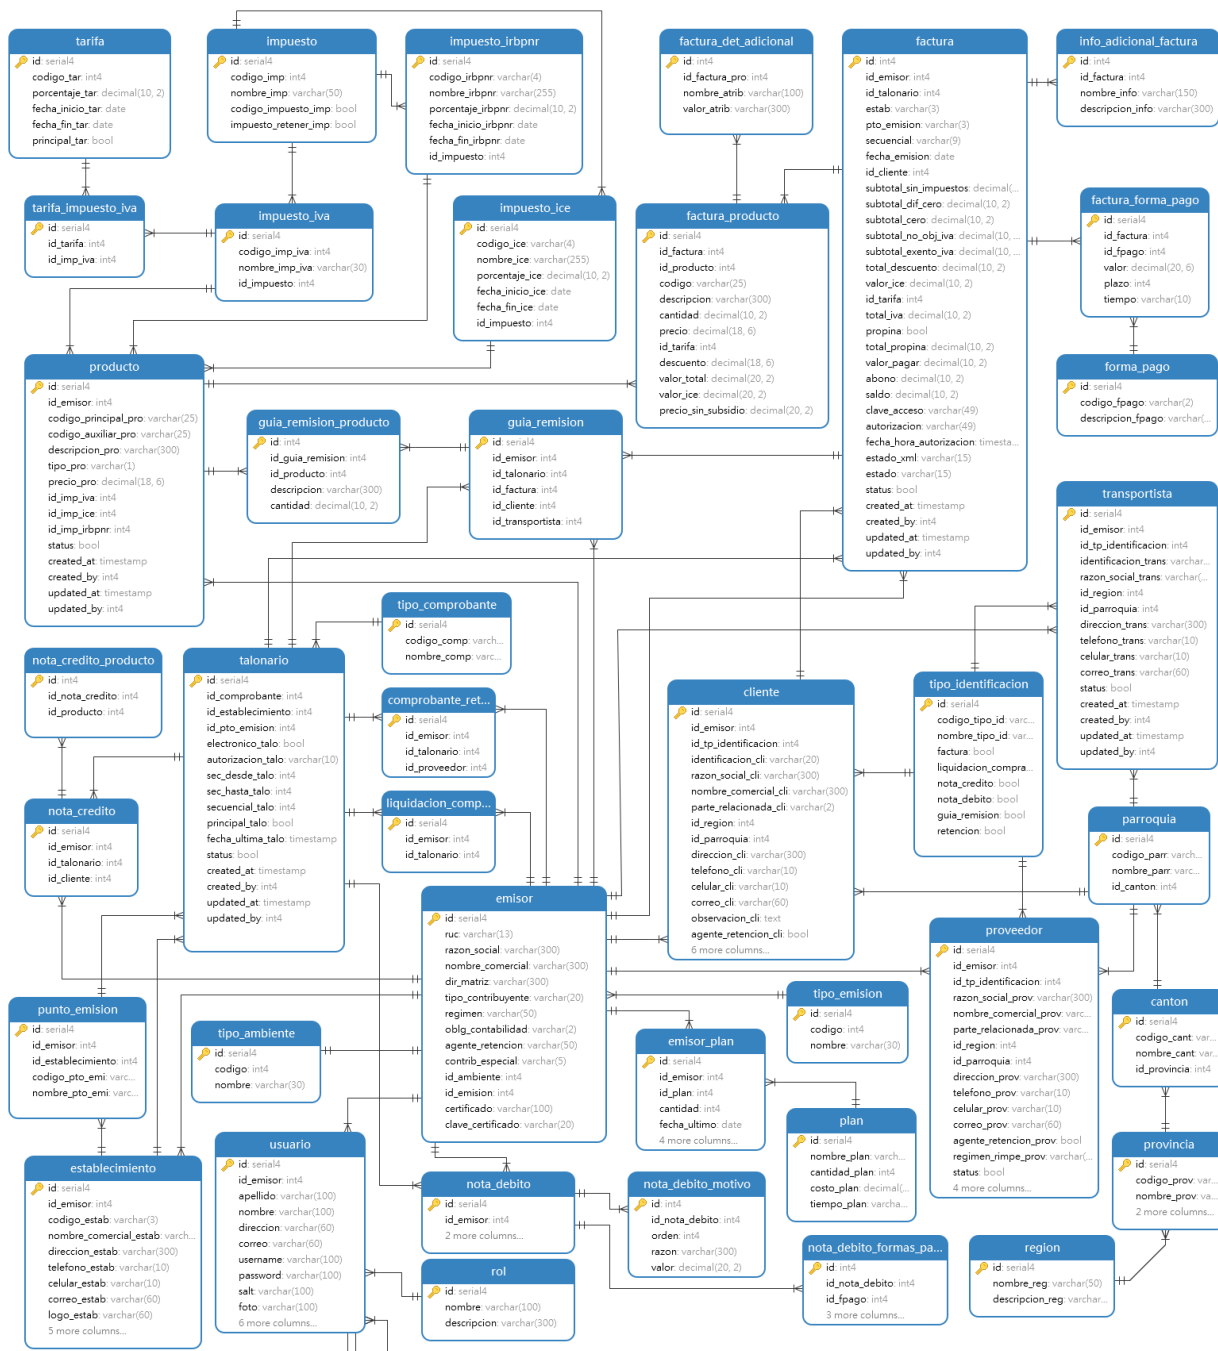 tarifa
id: serial4
codigo_tar: int4
porcentaje_tar: decimal(10, 2)
fecha_inicio_tar: date
fecha_fin_tar: date
principal_tar: bool
impuesto
id: serial4
codigo_imp: int4
nombre_imp: varchar(50)
codigo_impuesto_imp: bool
impuesto_retener_imp: bool
impuesto_irbpnr
id: serial4
codigo_irbpnr: varchar(4)
nombre_irbpnr: varchar(255)
porcentaje_irbpnr: decimal(10, 2)
fecha_inicio_irbpnr: date
fecha_fin_irbpnr: date
id_impuesto: int4
factura_det_adicional
id: int4
id_factura_pro: int4
nombre_atrib: varchar(100)
valor_atrib: varchar(300)
factura
id: int4
id_emisor: int4
id_talonario: int4
estab: varchar(3)
pto_emision: varchar(3)
secuencial: varchar(9)
fecha_emision: date
id_cliente: int4
subtotal_sin_impuestos: decimal(...
subtotal_dif_cero: decimal(10, 2)
subtotal_cero: decimal(10, 2)
subtotal_no_obj_iva: decimal(10, ...
subtotal_exento_iva: decimal(10, ...
total_descuento: decimal(10, 2)
valor_ice: decimal(10, 2)
id_tarifa: int4
total_iva: decimal(10, 2)
propina: bool
total_propina: decimal(10, 2)
valor_pagar: decimal(10, 2)
abono: decimal(10, 2)
saldo: decimal(10, 2)
clave_acceso: varchar(49)
autorizacion: varchar(49)
fecha_hora_autorizacion: timesta...
estado_xml: varchar(15)
estado: varchar(15)
status: bool
created_at: timestamp
created_by: int4
updated_at: timestamp
updated_by: int4
info_adicional_factura
id: int4
id_factura: int4
nombre_info: varchar(150)
descripcion_info: varchar(300)
tarifa_impuesto_iva
id: serial4
id_tarifa: int4
id_imp_iva: int4
impuesto_iva
id: serial4
codigo_imp_iva: int4
nombre_imp_iva: varchar(30)
id_impuesto: int4
impuesto_ice
id: serial4
codigo_ice: varchar(4)
nombre_ice: varchar(255)
porcentaje_ice: decimal(10, 2)
fecha_inicio_ice: date
fecha_fin_ice: date
id_impuesto: int4
factura_producto
id: serial4
id_factura: int4
id_producto: int4
codigo: varchar(25)
descripcion: varchar(300)
cantidad: decimal(10, 2)
precio: decimal(18, 6)
id_tarifa: int4
descuento: decimal(18, 6)
valor_total: decimal(20, 2)
valor_ice: decimal(20, 2)
precio_sin_subsidio: decimal(20, 2)
factura_forma_pago
id: serial4
id_factura: int4
id_fpago: int4
valor: decimal(20, 6)
plazo: int4
tiempo: varchar(10)
forma_pago
id: serial4
codigo_fpago: varchar(2)
descripcion_fpago: varchar(...
producto
id: serial4
id_emisor: int4
codigo_principal_pro: varchar(25)
codigo_auxiliar_pro: varchar(25)
descripcion_pro: varchar(300)
tipo_pro: varchar(1)
precio_pro: decimal(18, 6)
id_imp_iva: int4
id_imp_ice: int4
id_imp_irbpnr: int4
status: bool
created_at: timestamp
created_by: int4
updated_at: timestamp
updated_by: int4
guia_remision_producto
id: int4
id_guia_remision: int4
id_producto: int4
descripcion: varchar(300)
cantidad: decimal(10, 2)
guia_remision
id: serial4
id_emisor: int4
id_talonario: int4
id_factura: int4
id_cliente: int4
id_transportista: int4
transportista
id: serial4
id_emisor: int4
id_tp_identificacion: int4
identificacion_trans: varchar...
razon_social_trans: varchar(...
id_region: int4
id_parroquia: int4
direccion_trans: varchar(300)
telefono_trans: varchar(10)
celular_trans: varchar(10)
correo_trans: varchar(60)
status: bool
created_at: timestamp
created_by: int4
updated_at: timestamp
updated_by: int4
tipo_comprobante
id: serial4
codigo_comp: varch...
nombre_comp: varc...
nota_credito_producto
id: int4
id_nota_credito: int4
id_producto: int4
talonario
id: serial4
id_comprobante: int4
id_establecimiento: int4
id_pto_emision: int4
electronico_talo: bool
autorizacion_talo: varchar(10)
sec_desde_talo: int4
sec_hasta_talo: int4
secuencial_talo: int4
principal_talo: bool
fecha_ultima_talo: timestamp
status: bool
created_at: timestamp
created_by: int4
updated_at: timestamp
updated_by: int4
comprobante_ret...
id: serial4
id_emisor: int4
id_talonario: int4
id_proveedor: int4
cliente
id: serial4
id_emisor: int4
id_tp_identificacion: int4
identificacion_cli: varchar(20)
razon_social_cli: varchar(300)
nombre_comercial_cli: varchar(300)
parte_relacionada_cli: varchar(2)
id_region: int4
id_parroquia: int4
direccion_cli: varchar(300)
telefono_cli: varchar(10)
celular_cli: varchar(10)
correo_cli: varchar(60)
observacion_cli: text
agente_retencion_cli: bool
6 more columns...
tipo_identificacion
id: serial4
codigo_tipo_id: varc...
nombre_tipo_id: var...
factura: bool
liquidacion_compra...
nota_credito: bool
nota_debito: bool
guia_remision: bool
retencion: bool
nota_credito
id: serial4
id_emisor: int4
id_talonario: int4
id_cliente: int4
liquidacion_comp...
id: serial4
id_emisor: int4
id_talonario: int4
parroquia
id: serial4
codigo_parr: varch...
nombre_parr: varc...
id_canton: int4
emisor
id: serial4
ruc: varchar(13)
razon_social: varchar(300)
nombre_comercial: varchar(300)
dir_matriz: varchar(300)
tipo_contribuyente: varchar(20)
regimen: varchar(50)
oblg_contabilidad: varchar(2)
agente_retencion: varchar(50)
contrib_especial: varchar(5)
id_ambiente: int4
id_emision: int4
certificado: varchar(100)
clave_certificado: varchar(20)
proveedor
id: serial4
id_emisor: int4
id_tp_identificacion: int4
razon_social_prov: varchar(300)
nombre_comercial_prov: varc...
parte_relacionada_prov: varc...
id_region: int4
id_parroquia: int4
direccion_prov: varchar(300)
telefono_prov: varchar(10)
celular_prov: varchar(10)
correo_prov: varchar(60)
agente_retencion_prov: bool
regimen_rimpe_prov: varchar(...
status: bool
4 more columns...
punto_emision
id: serial4
id_emisor: int4
id_establecimiento: int4
codigo_pto_emi: varc...
nombre_pto_emi: varc...
tipo_ambiente
id: serial4
codigo: int4
nombre: varchar(30)
tipo_emision
id: serial4
codigo: int4
nombre: varchar(30)
canton
id: serial4
codigo_cant: var...
nombre_cant: var...
id_provincia: int4
emisor_plan
id: serial4
id_emisor: int4
id_plan: int4
cantidad: int4
fecha_ultimo: date
4 more columns...
plan
id: serial4
nombre_plan: varch...
cantidad_plan: int4
costo_plan: decimal(...
tiempo_plan: varcha...
usuario
id: serial4
id_emisor: int4
apellido: varchar(100)
nombre: varchar(100)
direccion: varchar(60)
correo: varchar(60)
username: varchar(100)
password: varchar(100)
salt: varchar(100)
foto: varchar(100)
6 more columns...
provincia
id: serial4
codigo_prov: var...
nombre_prov: va...
2 more columns...
establecimiento
id: serial4
id_emisor: int4
codigo_estab: varchar(3)
nombre_comercial_estab: varch...
direccion_estab: varchar(300)
telefono_estab: varchar(10)
celular_estab: varchar(10)
correo_estab: varchar(60)
logo_estab: varchar(60)
5 more columns...
nota_debito
id: serial4
id_emisor: int4
2 more columns...
nota_debito_motivo
id: int4
id_nota_debito: int4
orden: int4
razon: varchar(300)
valor: decimal(20, 2)
nota_debito_formas_pa...
id: int4
id_nota_debito: int4
id_fpago: int4
3 more columns...
region
id: serial4
nombre_reg: varchar(50)
descripcion_reg: varchar...
rol
id: serial4
nombre: varchar(100)
descripcion: varchar(300)